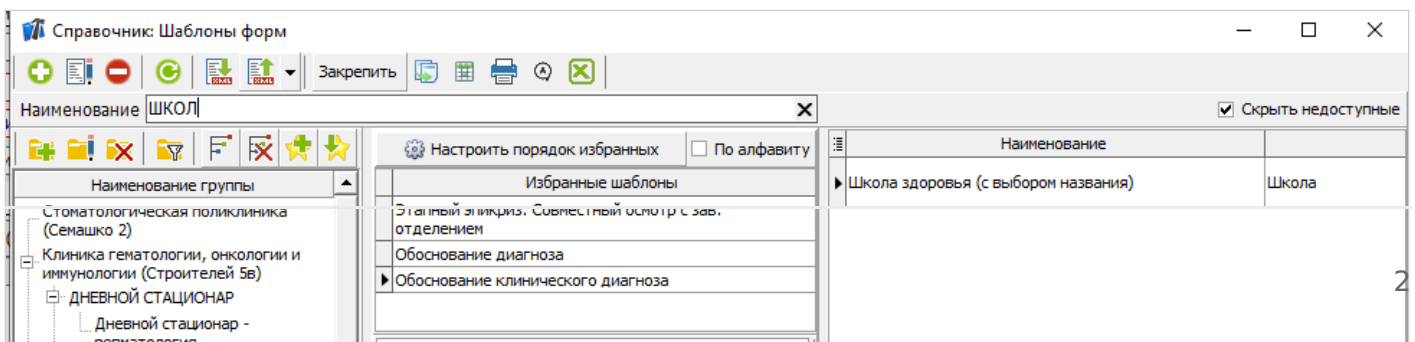 Справочник: Шаблоны форм
Закрепить
Наименование ШКОЛ
Скрыть недоступные
Настроить порядок избранных
По алфавиту
Наименование
Наименование группы
Избранные шаблоны
Школа здоровья (с выбором названия)
Школа
Стоматологическая поликлиника
(Семашко 2)
Этапный эпикриз. Совместный осмотр с зав.
отделением
Клиника гематологии, онкологии и
иммунологии (Строителей 5в)
Обоснование диагноза
Обоснование клинического диагноза
2
ДНЕВНОЙ СТАЦИОНАР
Дневной стационар -